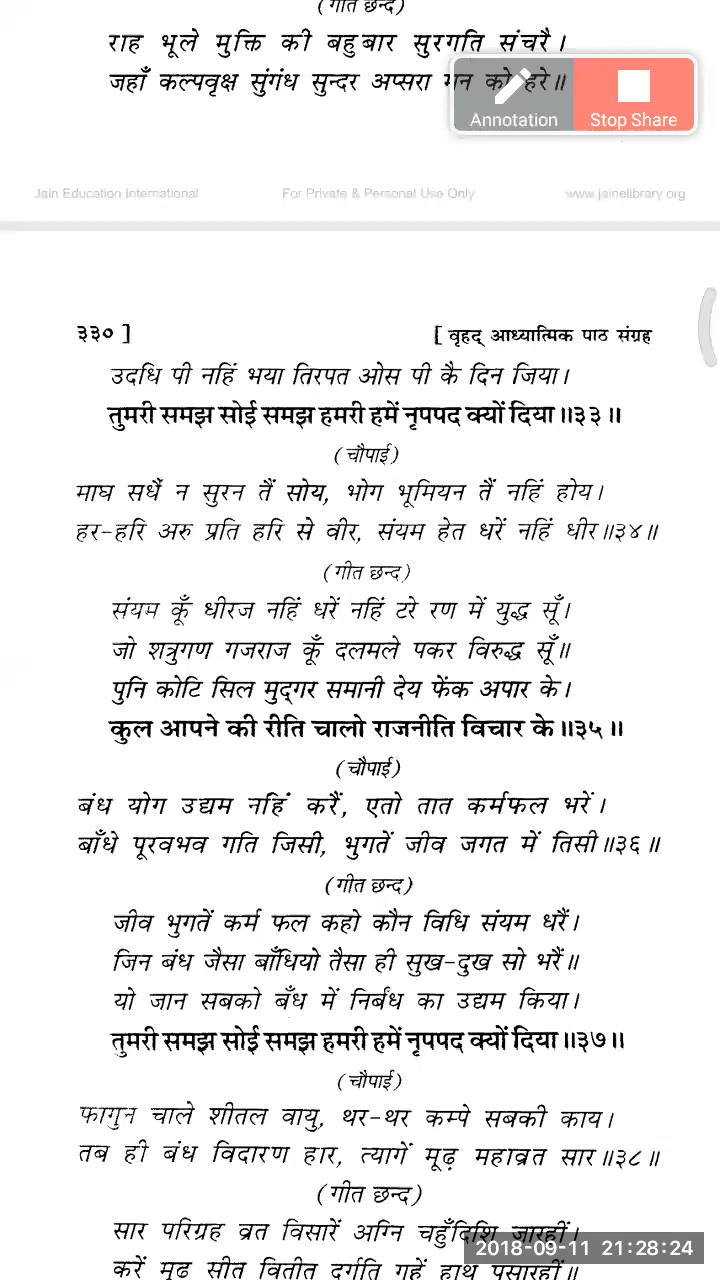 (गीत छन्द)
राह भूले मुक्ति की बहुबार सुरगति संचरै।
जहाँ कल्पवृक्ष सुंगंध सुन्दर अप्सरा मन को हरे॥
Annotation
Stop Share
Jain Education International For Private & Personal Use Only www.jainelibrary.org
३३० ] [ वृहद् आध्यात्मिक पाठ संग्रह
उदधि पी नहिं भया तिरपत ओस पी कै दिन जिया।
तुमरी समझ सोई समझ हमरी हमें नृपपद क्यों दिया॥३३॥
(चौपाई)
माघ सधैं न सुरन तैं सोय, भोग भूमियन तैं नहिं होय।
हर-हरि अरु प्रति हरि से वीर, संयम हेत धरें नहिं धीर॥३४॥
(गीत छन्द)
संयम कूँ धीरज नहिं धरें नहिं टरे रण में युद्ध सूँ।
जो शत्रुगण गजराज कूँ दलमले पकर विरुद्ध सूँ॥
पुनि कोटि सिल मुद्‌गर समानी देय फेंक अपार के।
कुल आपने की रीति चालो राजनीति विचार के॥३५॥
(चौपाई)
बंध योग उद्यम नहिं करैं, एतो तात कर्मफल भरें।
बाँधे पूरवभव गति जिसी, भुगतें जीव जगत में तिसी॥३६॥
(गीत छन्द)
जीव भुगतें कर्म फल कहो कौन विधि संयम धरैं।
जिन बंध जैसा बाँधियो तैसा ही सुख-दुख सो भरैं॥
यो जान सबको बँध में निर्बंध का उद्यम किया।
तुमरी समझ सोई समझ हमरी हमें नृपपद क्यों दिया॥३७॥
(चौपाई)
फागुन चाले शीतल वायु, थर-थर कम्पे सबकी काय।
तब ही बंध विदारण हार, त्यागें मूढ़ महाव्रत सार॥३८॥
(गीत छन्द)
सार परिग्रह व्रत विसारें अग्नि चहुँदिशि जारहीं।
करें मूढ़ सीत वितीत दुर्गति गहें हाथ पसारहीं॥
2018-09-11 21:28:24